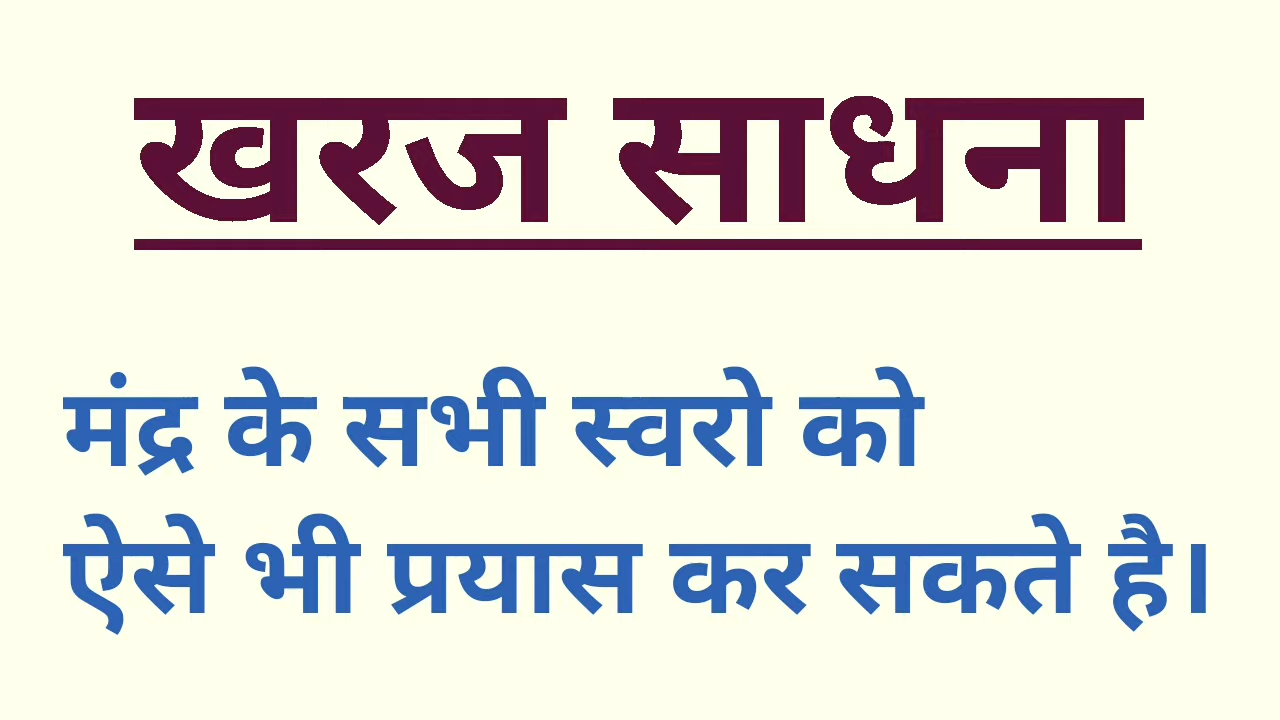 खरज साधना
मंद्र के सभी स्वरो को
ऐसे भी प्रयास कर सकते है।